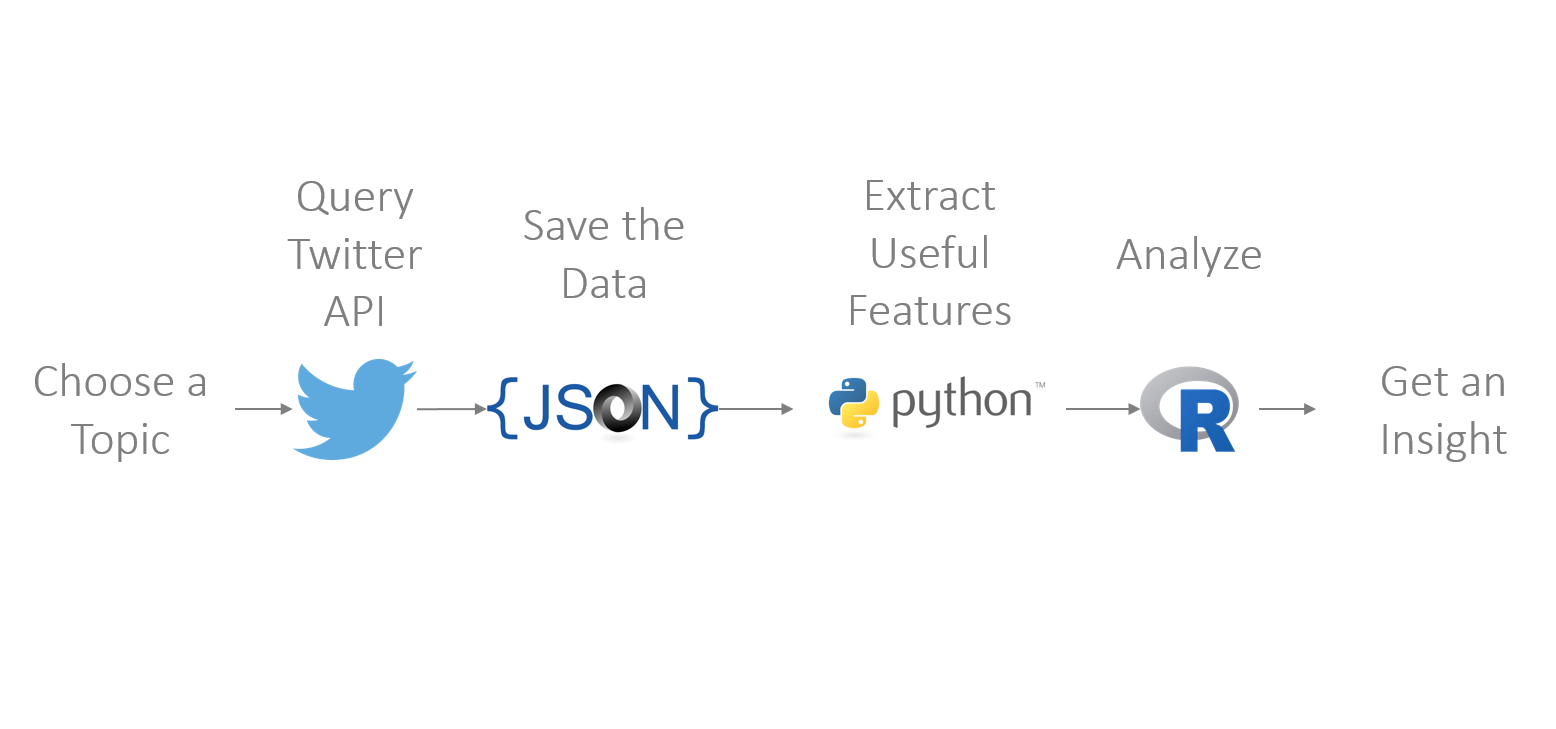 Choose a
Topic
Query
Twitter
API
Save the
Data
{JSON}
Extract
Useful
Features
python™
Analyze
R
Get an
Insight